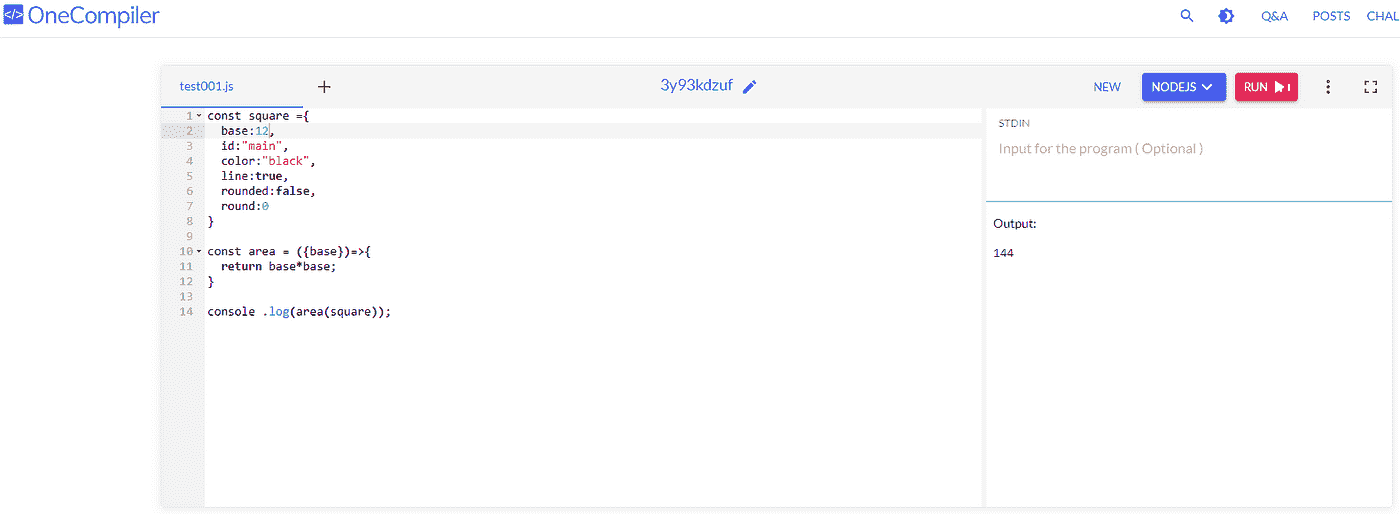 </> OneCompiler
Q&A POSTS CHAL
test001.js + 3y93kdzuf NEW NODEJS RUN
1 const square ={
2 base:12,
3 id:"main",
4 color:"black",
5 line:true,
6 rounded:false,
7 round:0
8 }
9
10 const area = ({base})=>{
11 return base*base;
12 }
13
14 console .log(area(square));
STDIN
Input for the program ( Optional )
Output:
144